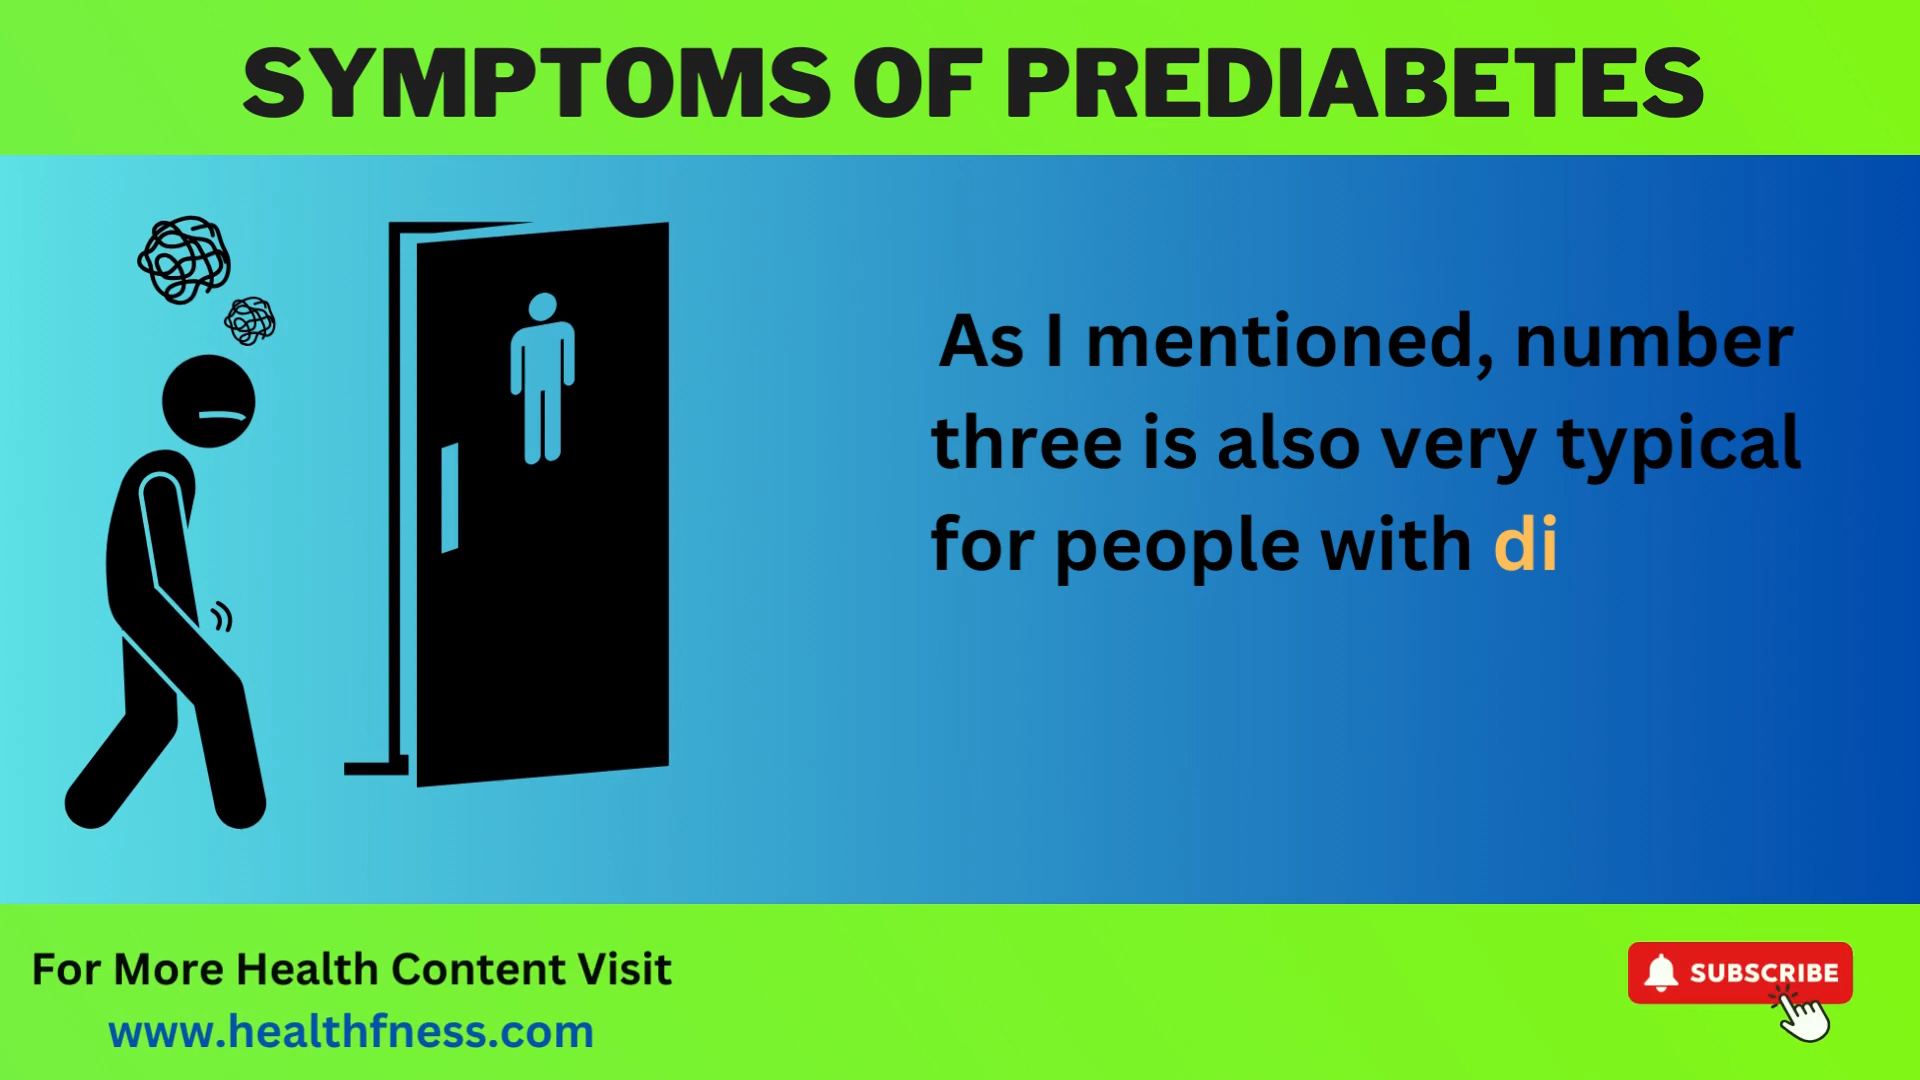 SYMPTOMS OF PREDIABETES
As I mentioned, number
three is also very typical
for people with di
For More Health Content Visit
www.healthfness.com
SUBSCRIBE